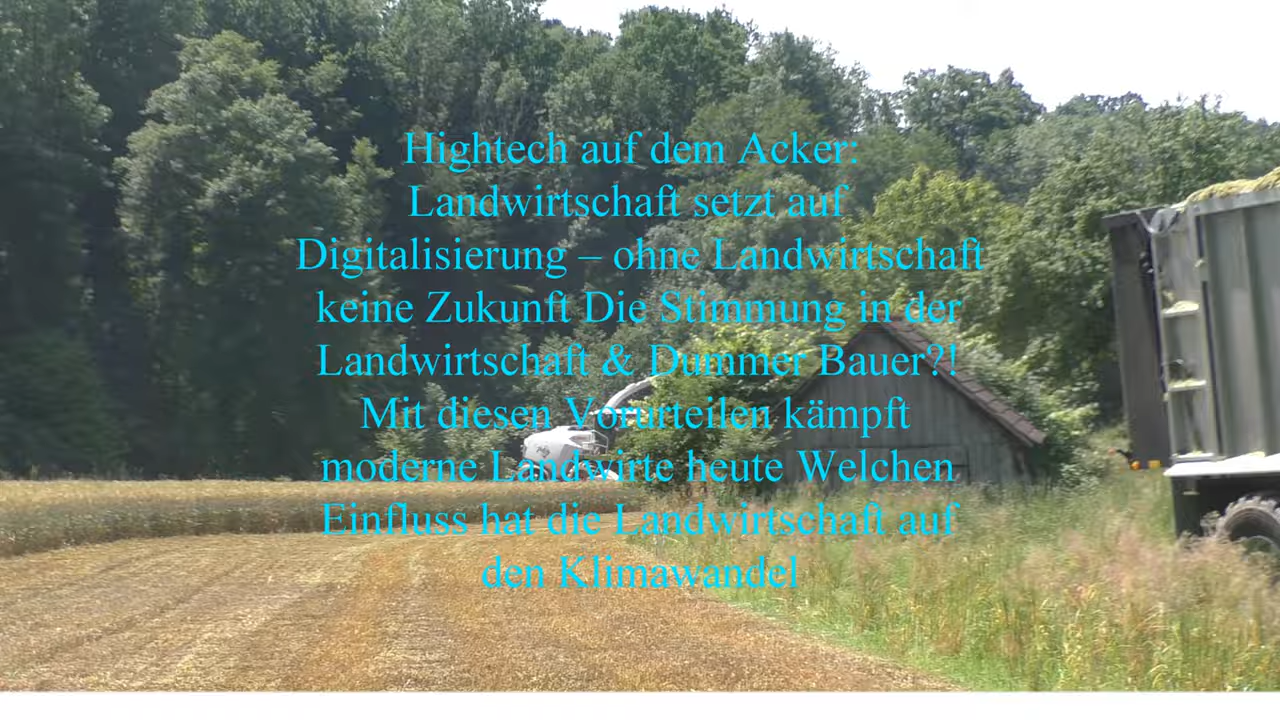 Hightech auf dem Acker:
Landwirtschaft setzt auf
Digitalisierung – ohne Landwirtschaft
keine Zukunft Die Stimmung in der
Landwirtschaft & Dummer Bauer?!
Mit diesen Vorurteilen kämpft
moderne Landwirte heute Welchen
Einfluss hat die Landwirtschaft auf
den Klimawandel